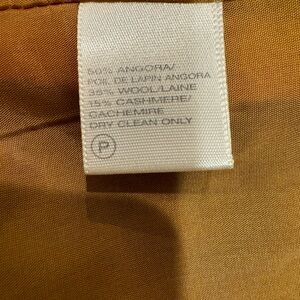 50% ANGORA/
POIL DE LAPIN ANGORA
35% WOOL/LAINE
15% CASHMERE/
CACHEMIRE
DRY CLEAN ONLY
P